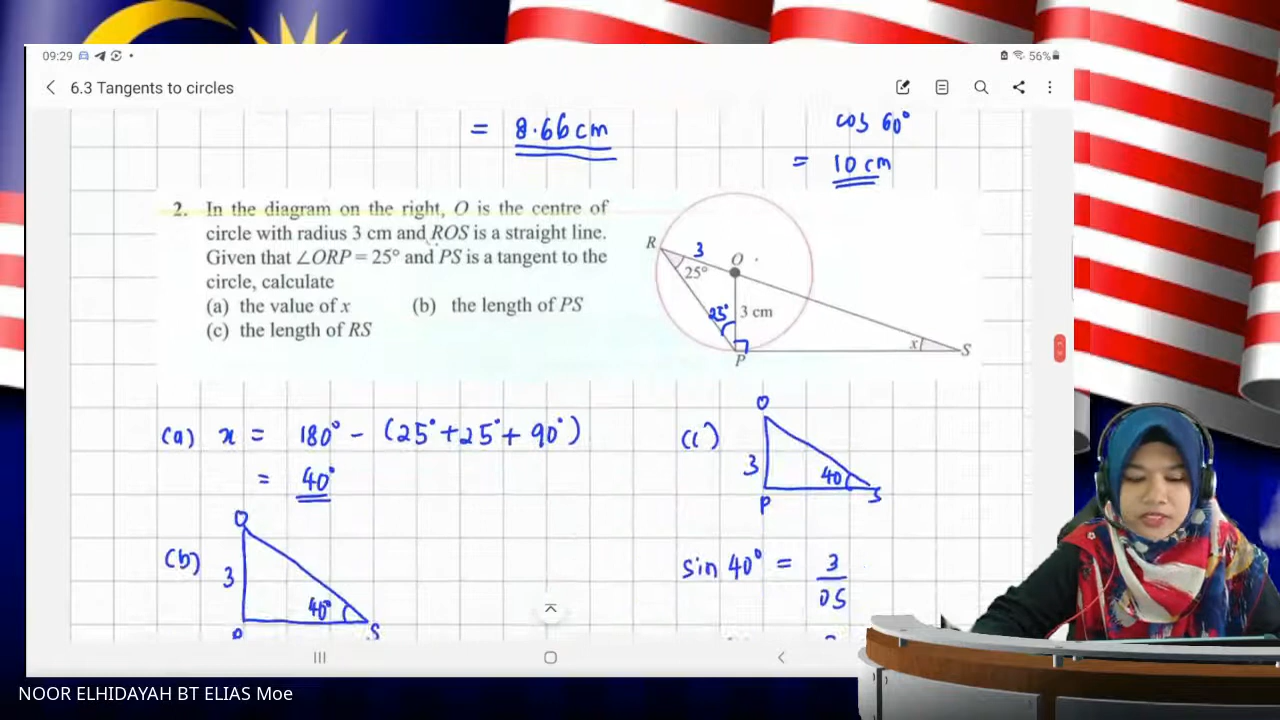 09:29
56%
6.3 Tangents to circles
= 8.66 cm
cos 60°
= 10 cm
2. In the diagram on the right, O is the centre of
circle with radius 3 cm and ROS is a straight line.
Given that ∠ORP = 25° and PS is a tangent to the
circle, calculate
(a) the value of x (b) the length of PS
(c) the length of RS
R 3 O
25°
25° 3 cm
x S
P
(a) x = 180° - (25° + 25° + 90°)
= 40°
(b)
O
3
40°
P S
(c)
O
3
40
P S
sin 40° = 3
OS
NOOR ELHIDAYAH BT ELIAS Moe